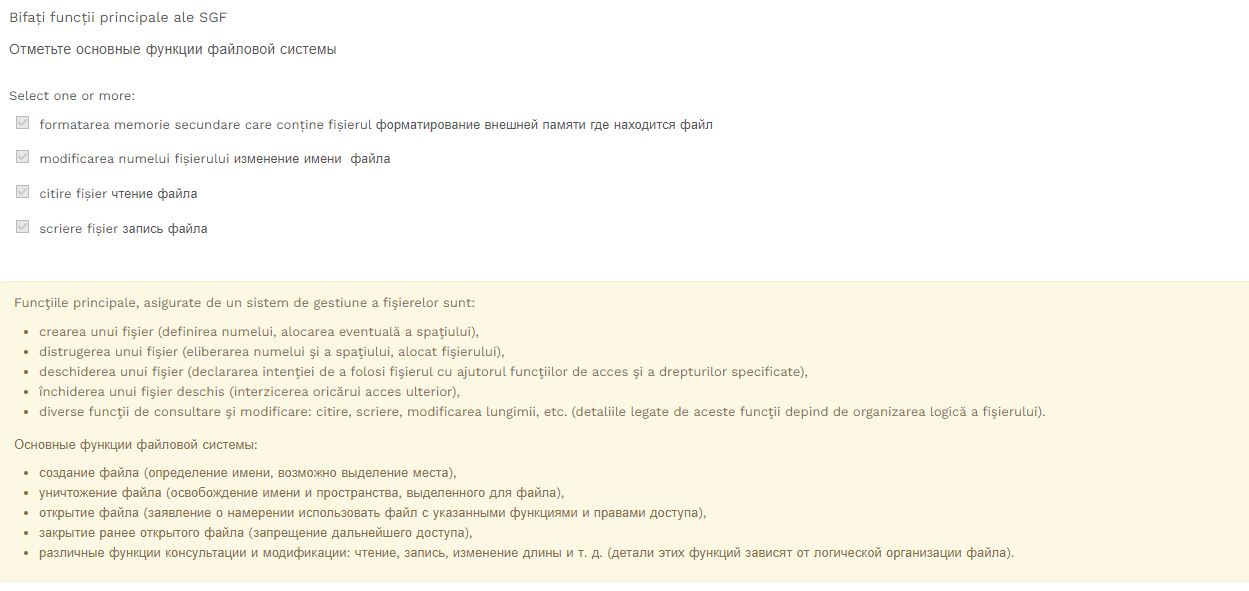 Bifați funcții principale ale SGF
Отметьте основные функции файловой системы
Select one or more:
formatarea memorie secundare care conține fișierul форматирование внешней памяти где находится файл
modificarea numelui fișierului изменение имени файла
citire fișier чтение файла
scriere fișier запись файла
Funcţiile principale, asigurate de un sistem de gestiune a fişierelor sunt:
• crearea unui fişier (definirea numelui, alocarea eventuală a spaţiului),
• distrugerea unui fişier (eliberarea numelui şi a spaţiului, alocat fişierului),
• deschiderea unui fişier (declararea intenţiei de a folosi fişierul cu ajutorul funcţiilor de acces şi a drepturilor specificate),
• închiderea unui fişier deschis (interzicerea oricărui acces ulterior),
• diverse funcţii de consultare şi modificare: citire, scriere, modificarea lungimii, etc. (detaliile legate de aceste funcţii depind de organizarea logică a fişierului).
Основные функции файловой системы:
• создание файла (определение имени, возможно выделение места),
• уничтожение файла (освобождение имени и пространства, выделенного для файла),
• открытие файла (заявление о намерении использовать файл с указанными функциями и правами доступа),
• закрытие ранее открытого файла (запрещение дальнейшего доступа),
• различные функции консультации и модификации: чтение, запись, изменение длины и т. д. (детали этих функций зависят от логической организации файла).